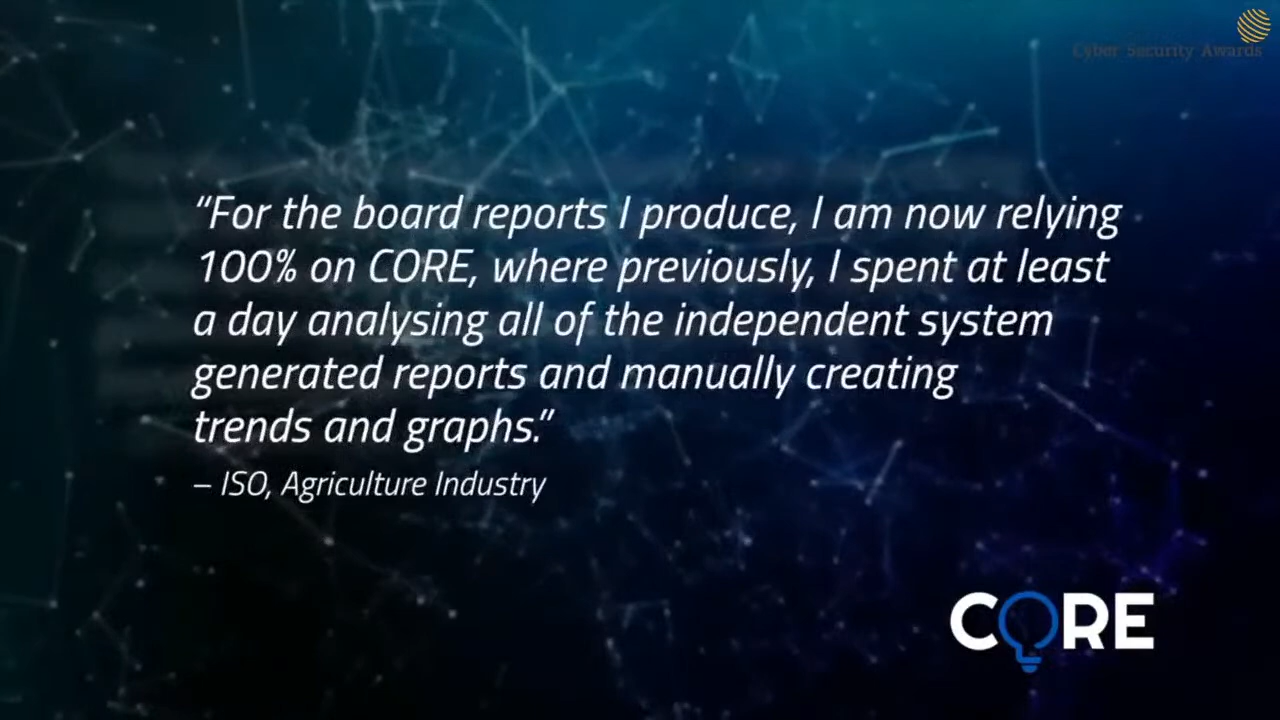 Cyber Security Awards
“For the board reports I produce, I am now relying
100% on CORE, where previously, I spent at least
a day analysing all of the independent system
generated reports and manually creating
trends and graphs.”
– ISO, Agriculture Industry
CORE